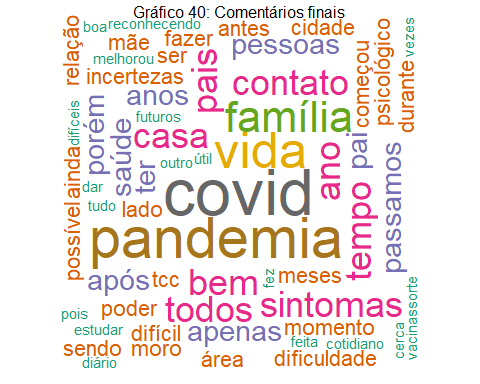 Gráfico 40: Comentários finais
boa
reconhecendo
antes
cidade
relação
mãe
fazer
pessoas
vezes
melhorou
ser
pais
começou
psicológico
incertezas
contato
durante
difíceis
porém
anos
futuros
família
ainda
saúde
casa
vida
ano
pai
outro
útil
dar
ter
covid
tempo
passamos
tudo
lado
possível
pandemia
após
tcc
bem
fez
meses
pois
poder
todos
sintomas
estudar
difícil
apenas
momento
cerca
vacinassorte
sendo
moro
feita
cotidiano
diário
área
dificuldade